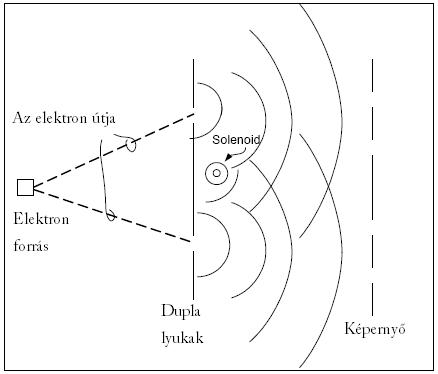 Az elektron útja
Solenoid
Elektron
forrás
Dupla
lyukak
Képernyő